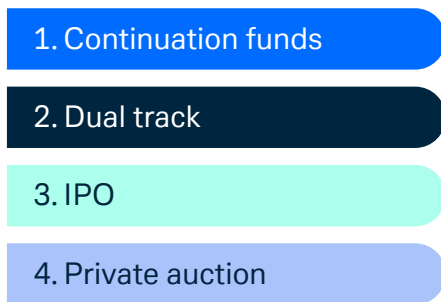 1. Continuation funds
2. Dual track
3. IPO
4. Private auction